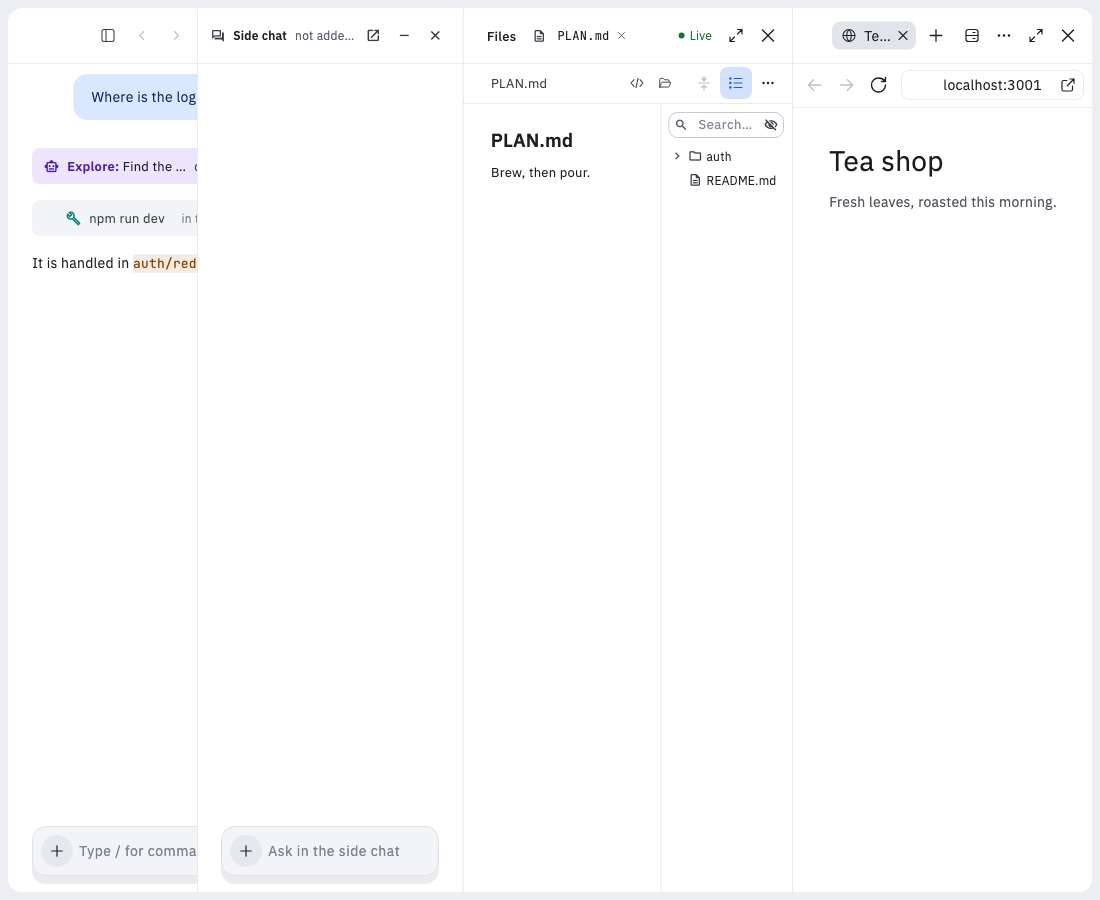 Where is the log
Explore: Find the ...
npm run dev in t
It is handled in auth/red
Type / for comma
Side chat not adde...
Ask in the side chat
Files PLAN.md Live
PLAN.md
PLAN.md
Brew, then pour.
Search...
auth
README.md
Te...
localhost:3001
Tea shop
Fresh leaves, roasted this morning.